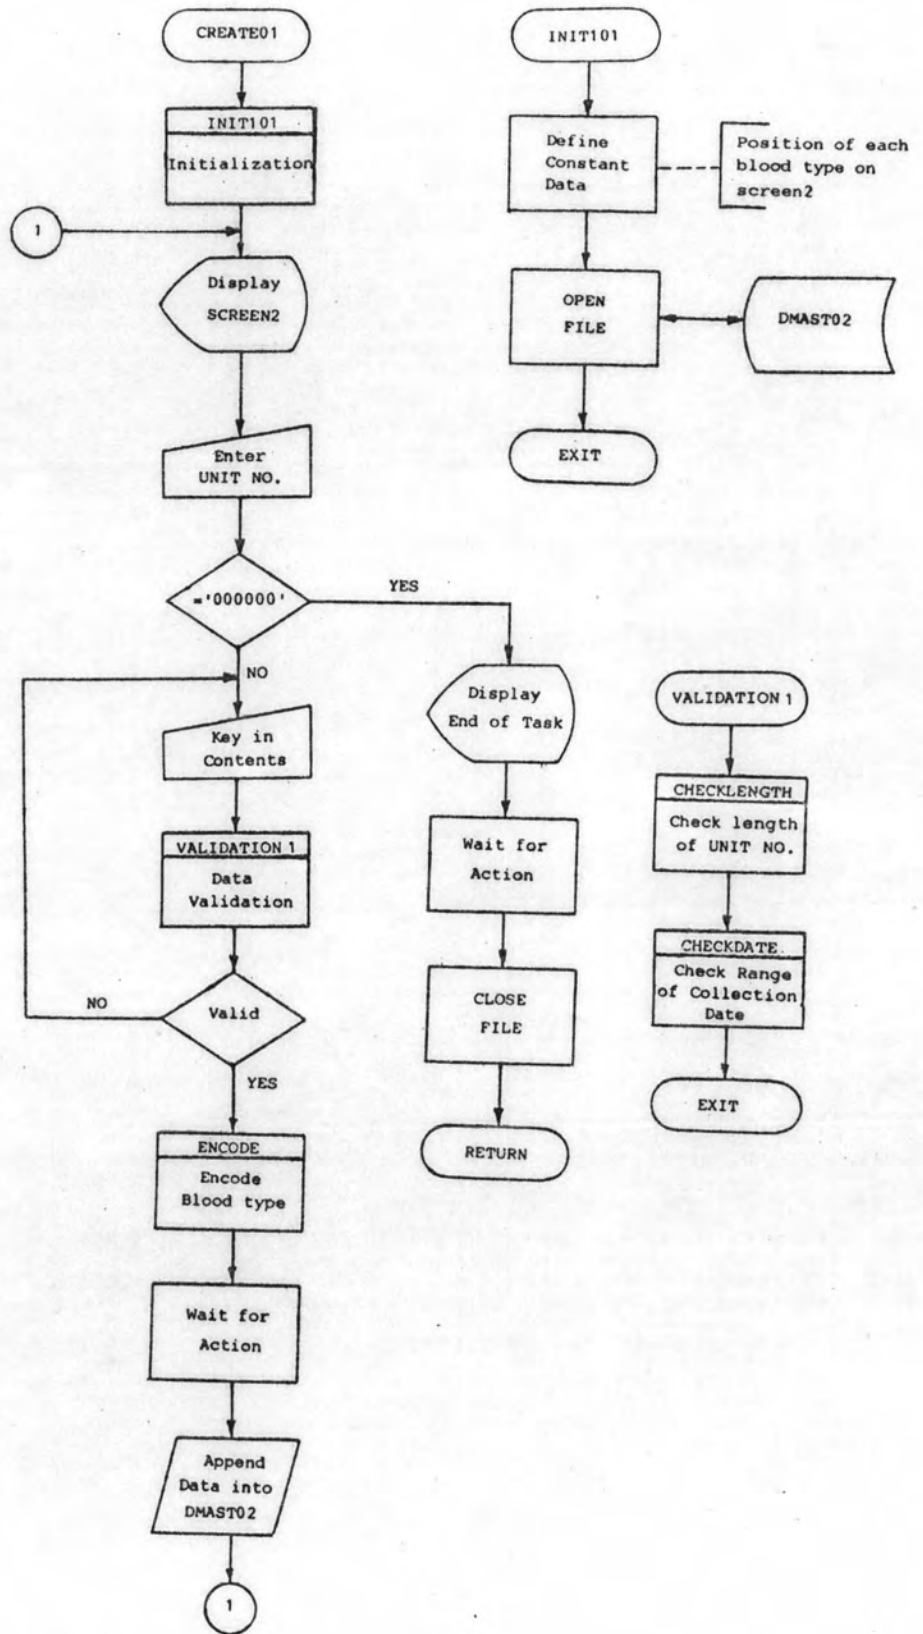 CREATE01
INIT101
Initialization
1
Display
SCREEN2
Enter
UNIT NO.
='000000'
YES
NO
Key in
Contents
VALIDATION 1
Data
Validation
NO
Valid
YES
ENCODE
Encode
Blood type
Wait for
Action
Append
Data into
DMAST02
1
Display
End of Task
Wait for
Action
CLOSE
FILE
RETURN
INIT101
Define
Constant
Data
Position of each
blood type on
screen2
OPEN
FILE
DMAST02
EXIT
VALIDATION 1
CHECKLENGTH
Check length
of UNIT NO.
CHECKDATE
Check Range
of Collection
Date
EXIT